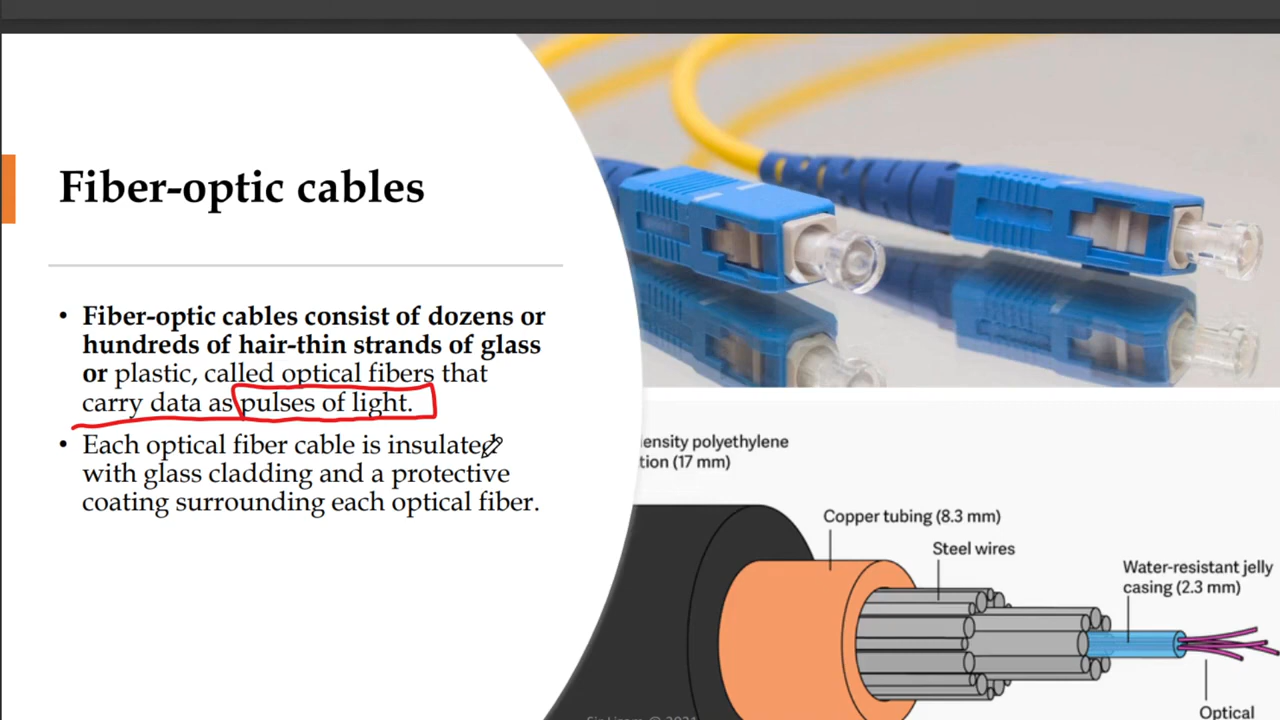 Fiber-optic cables
• Fiber-optic cables consist of dozens or
hundreds of hair-thin strands of glass
or plastic, called optical fibers that
carry data as pulses of light.
• Each optical fiber cable is insulated
with glass cladding and a protective
coating surrounding each optical fiber.
ensity polyethylene
tion (17 mm)
Copper tubing (8.3 mm)
Steel wires
Water-resistant jelly
casing (2.3 mm)
Optical